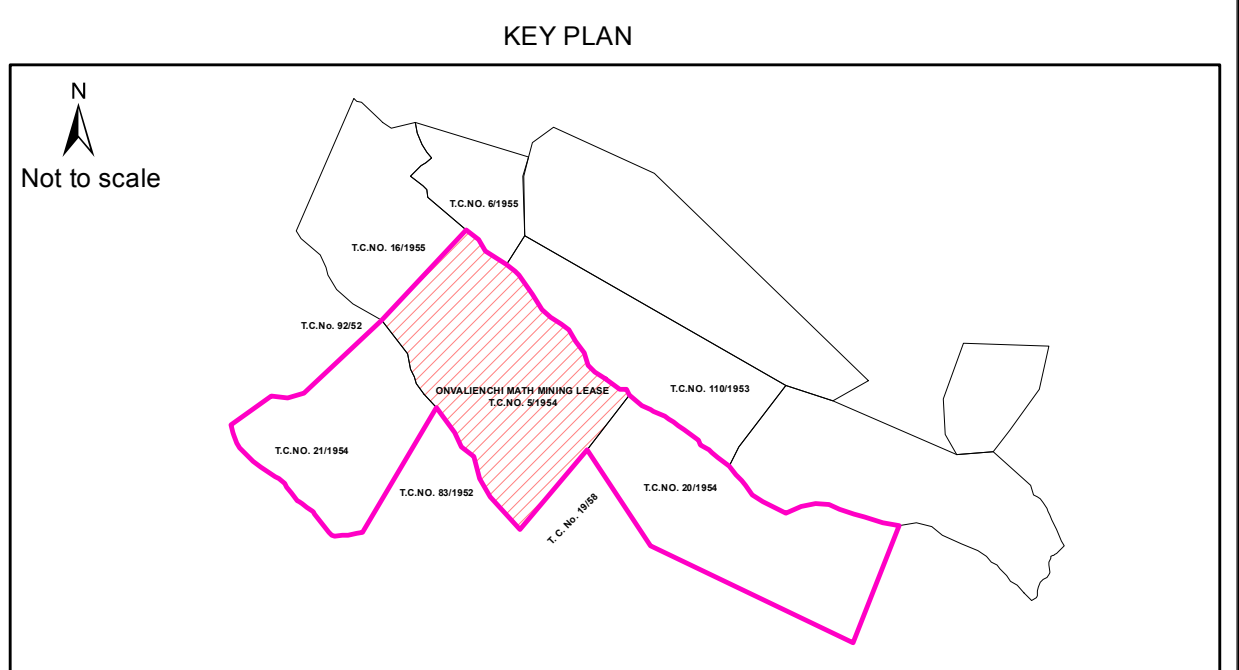 KEY PLAN
N
Not to scale
T.C.NO. 6/1955
T.C.NO. 16/1955
T.C.No. 92/52
ONVALIENCHI MATH MINING LEASE
T.C.NO. 5/1954
T.C.NO. 110/1953
T.C.NO. 21/1954
T.C.NO. 83/1952
T. C. No. 19/58
T.C.NO. 20/1954